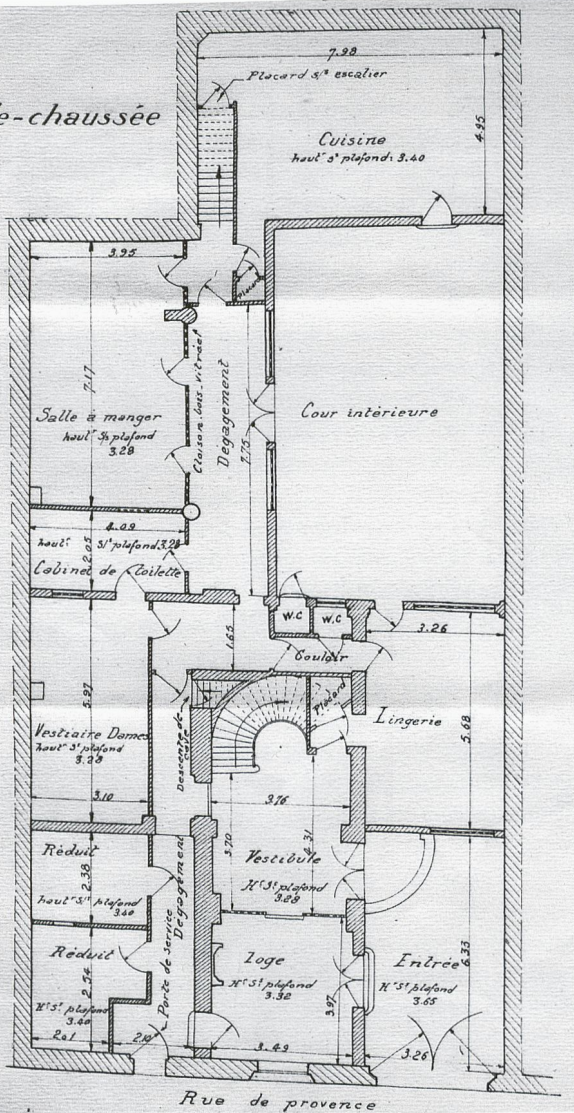 e-chaussée
7.98
Placard s/s escalier
Cuisine
haut.r s.s plafond: 3.40
4.95
3.95
Placard
7.17
Cloison bois vitrée
Dégagement
7.75
Cour intérieure
Salle à manger
haut.r S/s plafond
3.28
4.09
haut.r S/s plafond 3.28
2.05
Cabinet de toilette
W.C
W.C
1.65
3.26
Couloir
5.97
Placard
Lingerie
5.68
Vestiaire Dames
haut.r S.s plafond
3.28
Descente de cave
3.10
3.76
3.70
4.31
Vestibule
H.r S.s plafond
3.28
Réduit
2.38
haut.r S/s plafond
3.40
Dégagement
Porte de service
Réduit
2.54
H.r S.s plafond
3.40
2.01
2.10
Loge
H.r S.s plafond
3.32
3.97
3.49
Entrée
H.r S.s plafond
3.65
6.33
3.26
Rue de provence